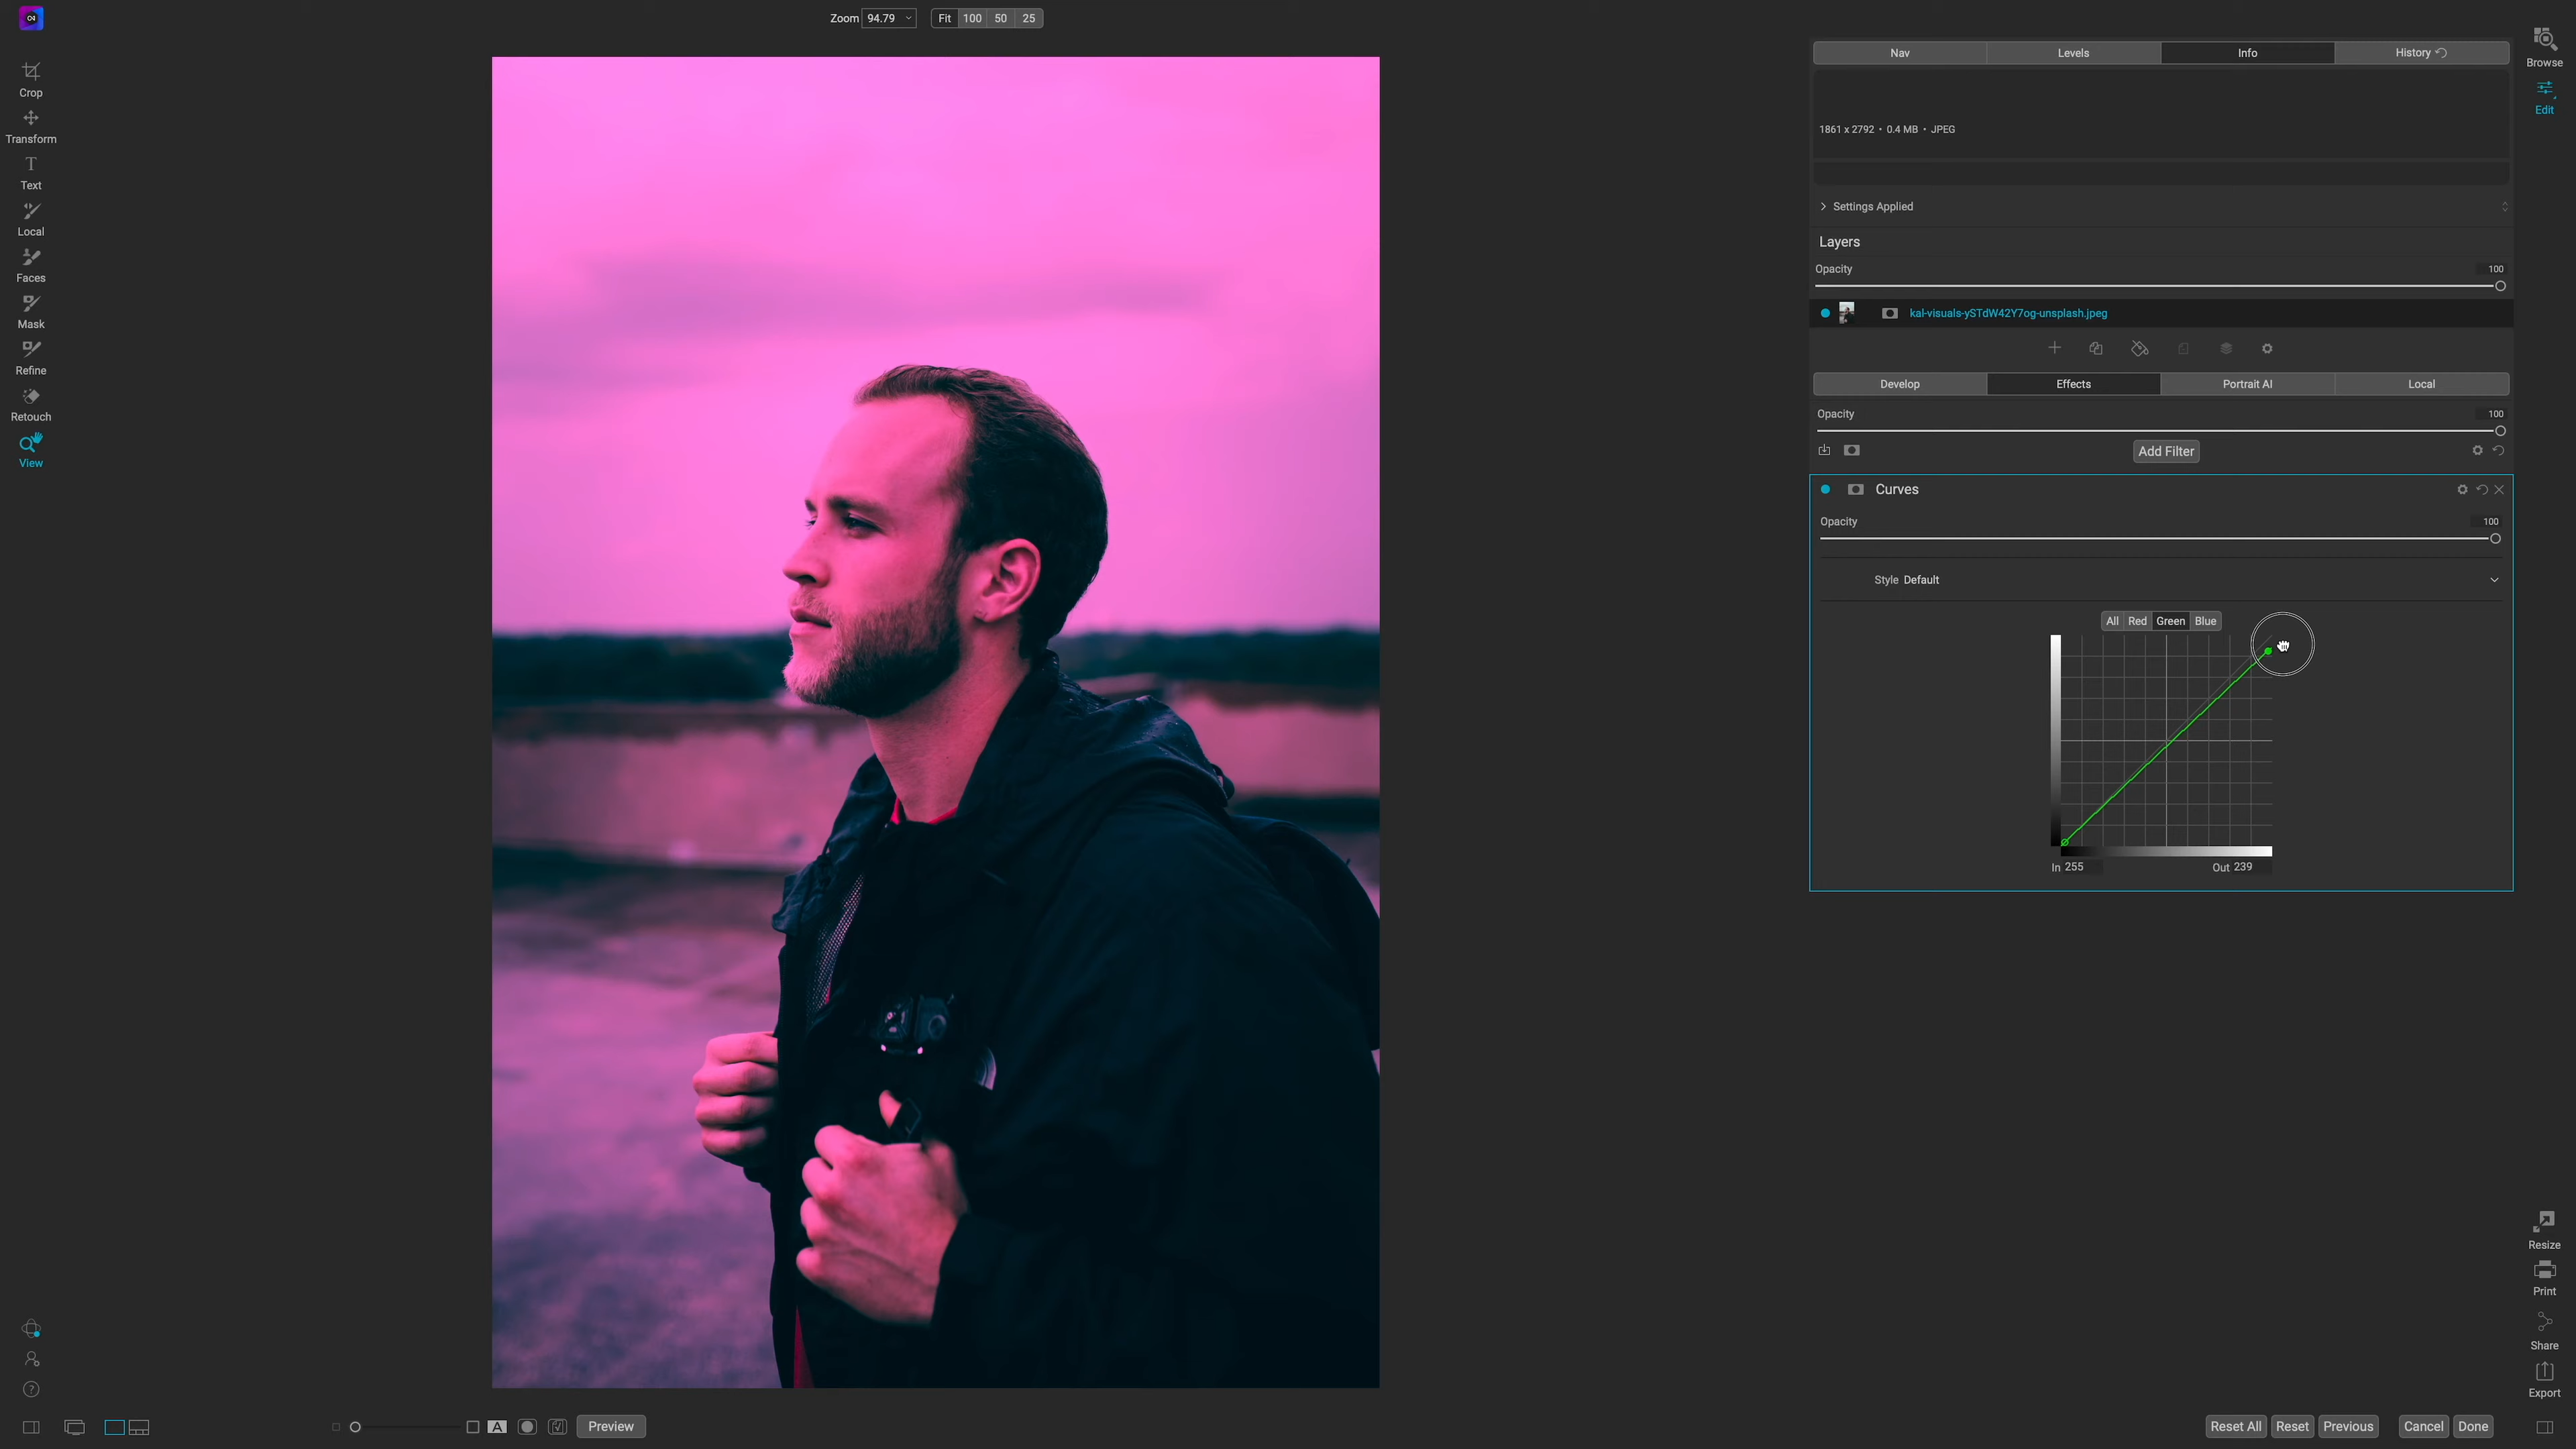 Zoom 94.79 Fit 100 50 25
Crop
Transform
T
Text
Local
Faces
Mask
Refine
Retouch
View
Nav Levels Info History
1861 x 2792 • 0.4 MB • JPEG
Settings Applied
Layers
Opacity 100
kal-visuals-ySTdW42Y7og-unsplash.jpeg
Develop Effects Portrait AI Local
Opacity 100
Add Filter
Curves
Opacity 100
Style Default
All Red Green Blue
In 255 Out 239
Browse
Edit
Resize
Print
Share
Export
?
A Preview
Reset All Reset Previous Cancel Done